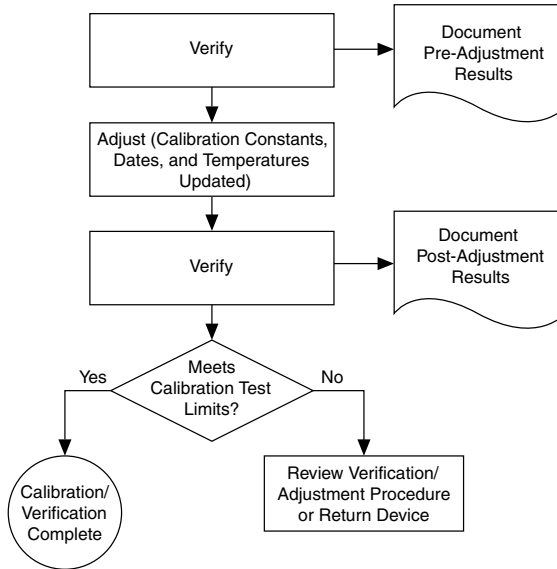 Verify
Document
Pre-Adjustment
Results
Adjust (Calibration Constants,
Dates, and Temperatures
Updated)
Verify
Document
Post-Adjustment
Results
Meets
Calibration Test
Limits?
Yes
No
Calibration/
Verification
Complete
Review Verification/
Adjustment Procedure
or Return Device